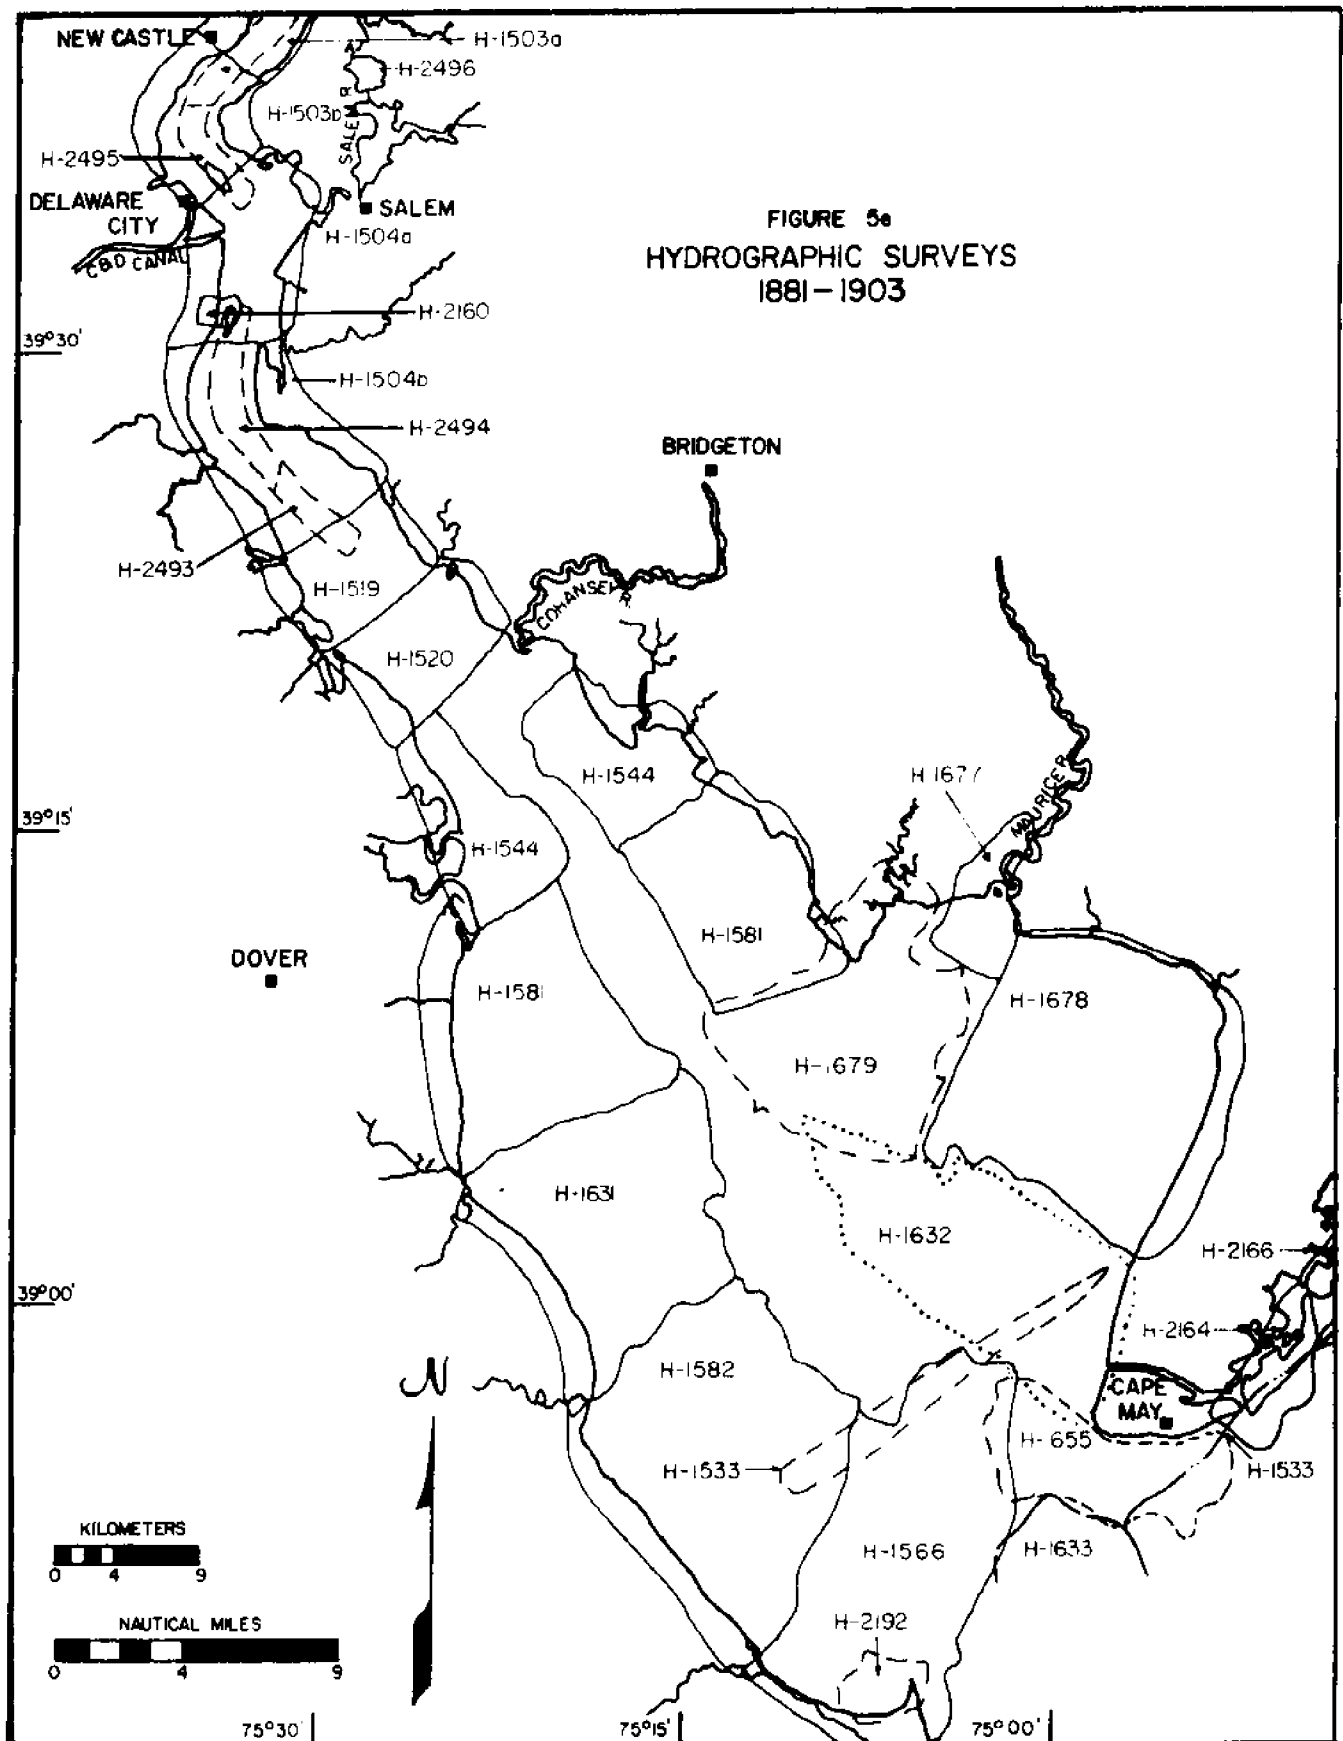 NEW CASTLE
H-1503a
H-2496
H-1503b
SALEM R
H-2495
DELAWARE
CITY
SALEM
H-1504a
C&D CANAL
FIGURE 5e
HYDROGRAPHIC SURVEYS
1881-1903
H-2160
39°30'
H-1504b
H-2494
BRIDGETON
H-2493
H-1519
COHANSEY R
H-1520
H-1544
H-1677
MAURICE R
39°15'
H-1544
H-1581
DOVER
H-1581
H-1678
H-1679
H-1631
H-1632
H-2166
39°00'
H-2164
N
H-1582
CAPE
MAY
H-655
H-1533
H-1533
KILOMETERS
0 4 9
H-1566
H-1633
NAUTICAL MILES
0 4 9
H-2192
75°30'
75°15'
75°00'